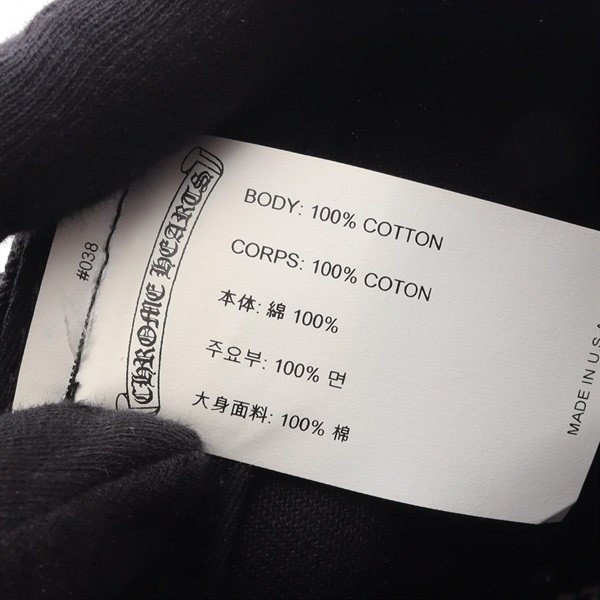 #038
CHROME HEARTS
BODY: 100% COTTON
CORPS: 100% COTON
本体: 綿 100%
주요부: 100% 면
大身面料: 100% 棉
MADE IN U.S.A